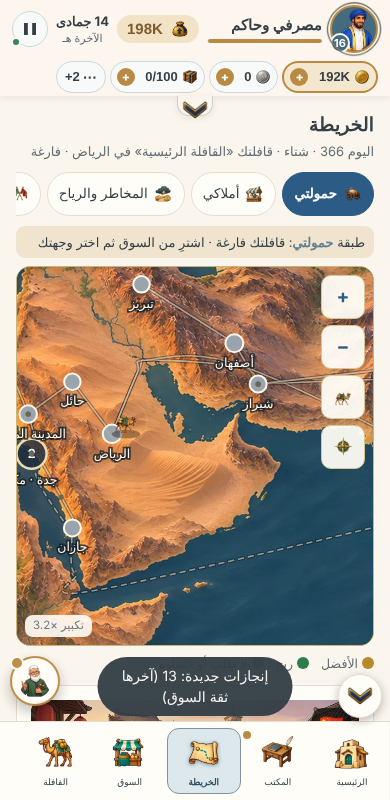 مصرفي وحاكم
16
198K
14 جمادى
الآخرة هـ
192K
0
0/100
+2 ⋯
الخريطة
اليوم 366 · شتاء · قافلتك «القافلة الرئيسية» في الرياض · فارغة
حمولتي
أملاكي
المخاطر والرياح
طبقة حمولتي: قافلتك فارغة · اشترِ من السوق ثم اختر وجهتك
تبريز
أصفهان
شيراز
حائل
المدينة
الرياض
2
جدة ·
جازان
+
−
تكبير ×3.2
الأفضل
إنجازات جديدة: 13 (آخرها
ثقة السوق)
الرئيسية
المكتب
الخريطة
السوق
القافلة